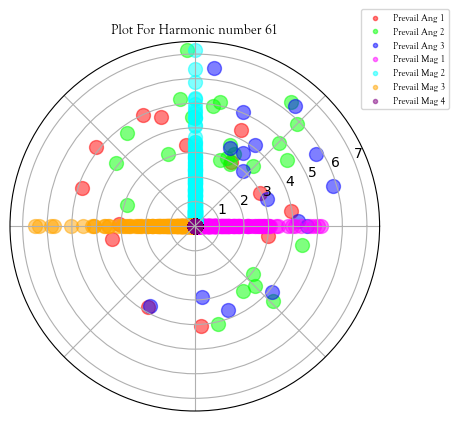 Plot For Harmonic number 61
Prevail Ang 1
Prevail Ang 2
Prevail Ang 3
Prevail Mag 1
Prevail Mag 2
Prevail Mag 3
Prevail Mag 4
7
6
5
4
3
2
1